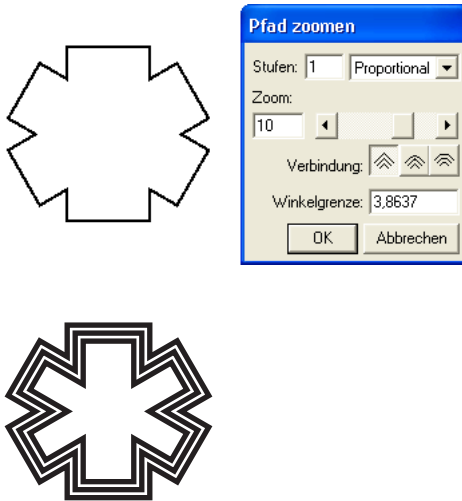 Pfad zoomen
Stufen: 1 Proportional
Zoom:
10
Verbindung:
Winkelgrenze: 3,8637
OK Abbrechen